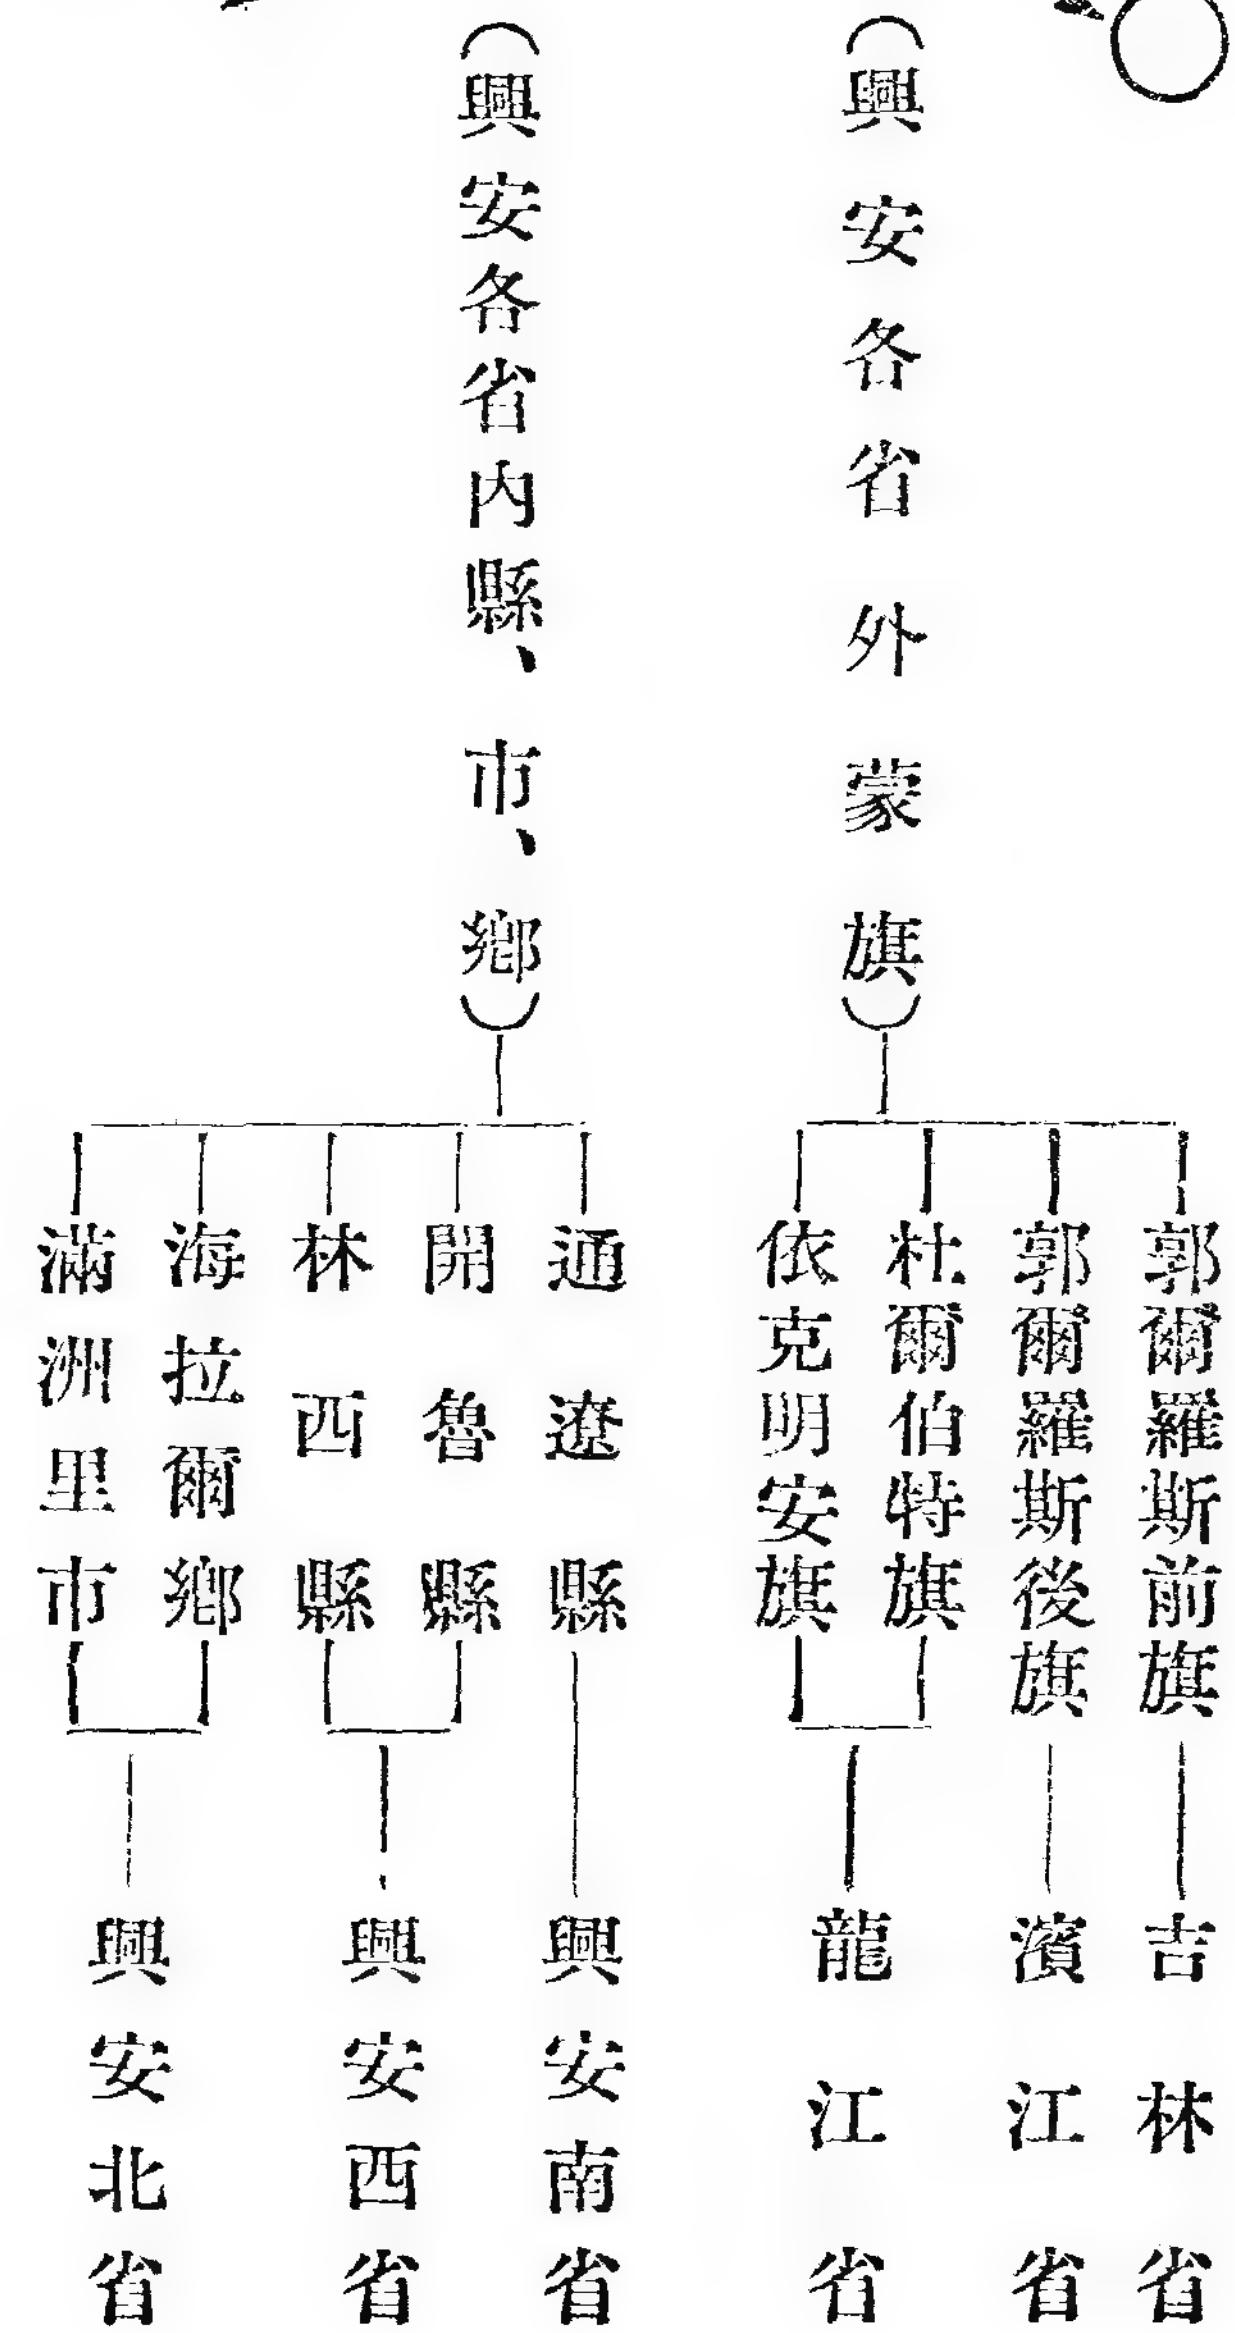 （興安各省外蒙旗）
郭爾羅斯前旗
吉林省
郭爾羅斯後旗
濱江省
杜爾伯特旗
依克明安旗
龍江省
（興安各省內縣、市、鄉）
通遼縣
興安南省
開魯縣
林西縣
興安西省
海拉爾鄉
滿洲里市
興安北省